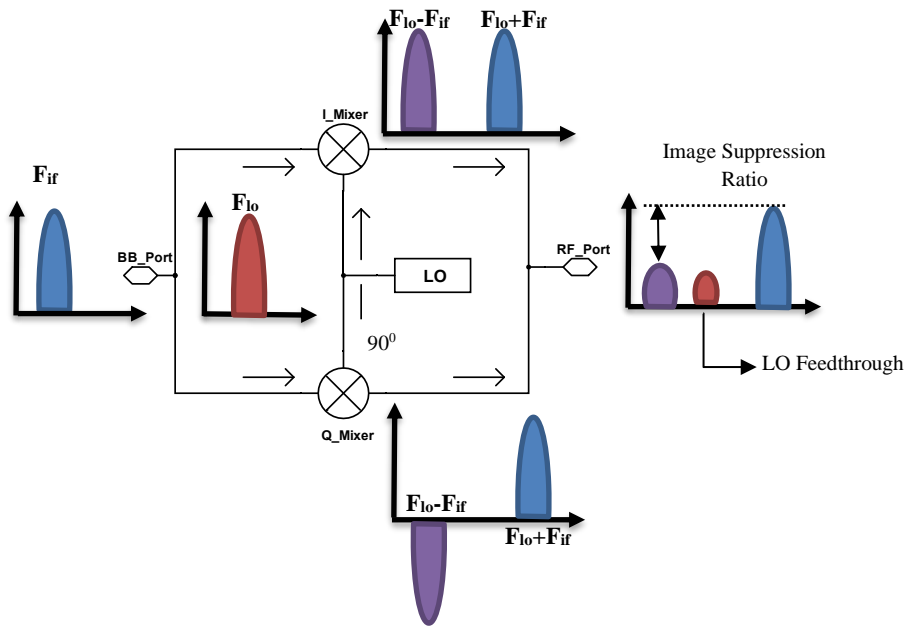 Flo-Fif Flo+Fif
I_Mixer
Image Suppression
Ratio
Fif
Flo
BB_Port
LO
RF_Port
90⁰
LO Feedthrough
Q_Mixer
Flo-Fif
Flo+Fif